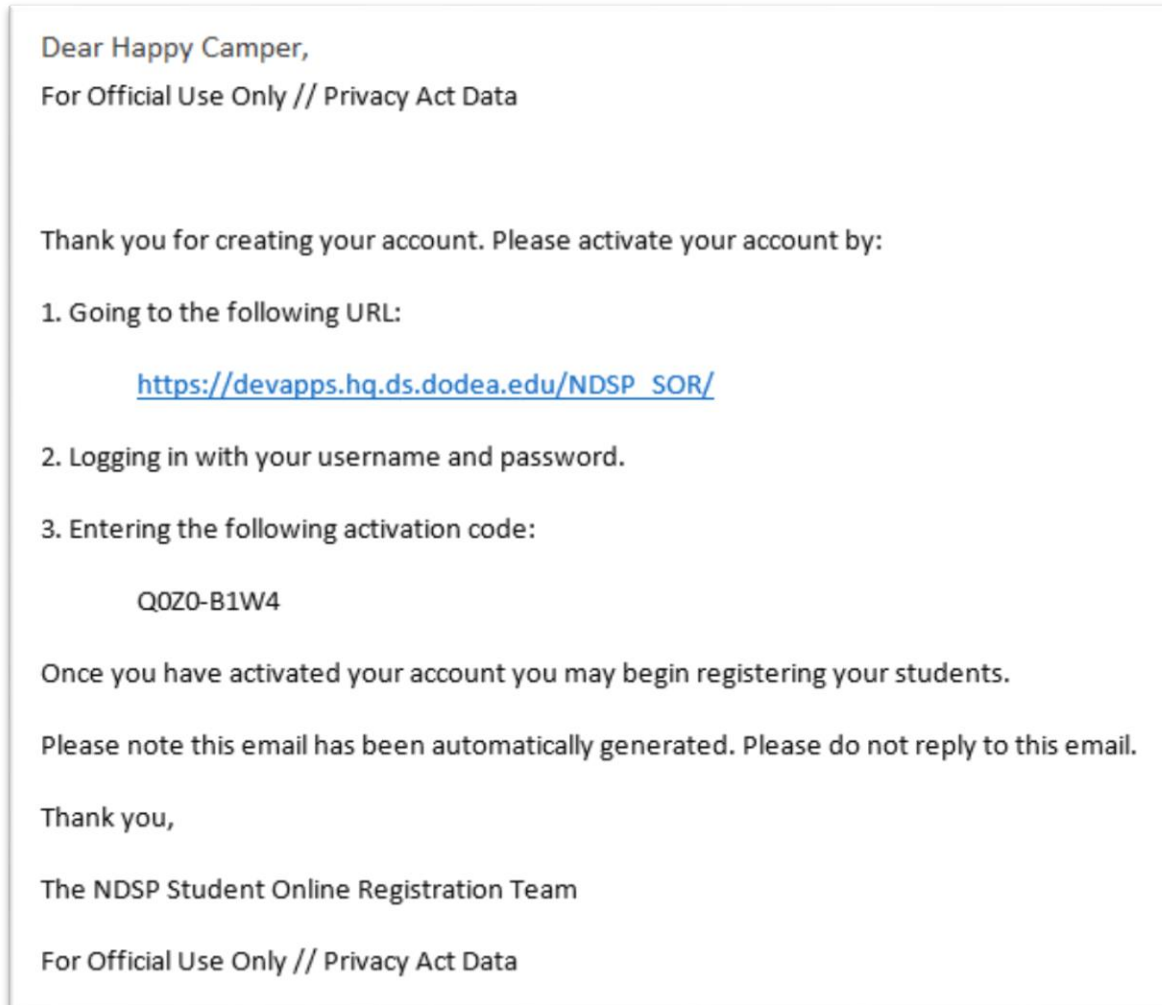 Dear Happy Camper,
For Official Use Only // Privacy Act Data
Thank you for creating your account. Please activate your account by:
1. Going to the following URL:
https://devapps.hq.ds.dodea.edu/NDSP_SOR/
2. Logging in with your username and password.
3. Entering the following activation code:
Q0Z0-B1W4
Once you have activated your account you may begin registering your students.
Please note this email has been automatically generated. Please do not reply to this email.
Thank you,
The NDSP Student Online Registration Team
For Official Use Only // Privacy Act Data